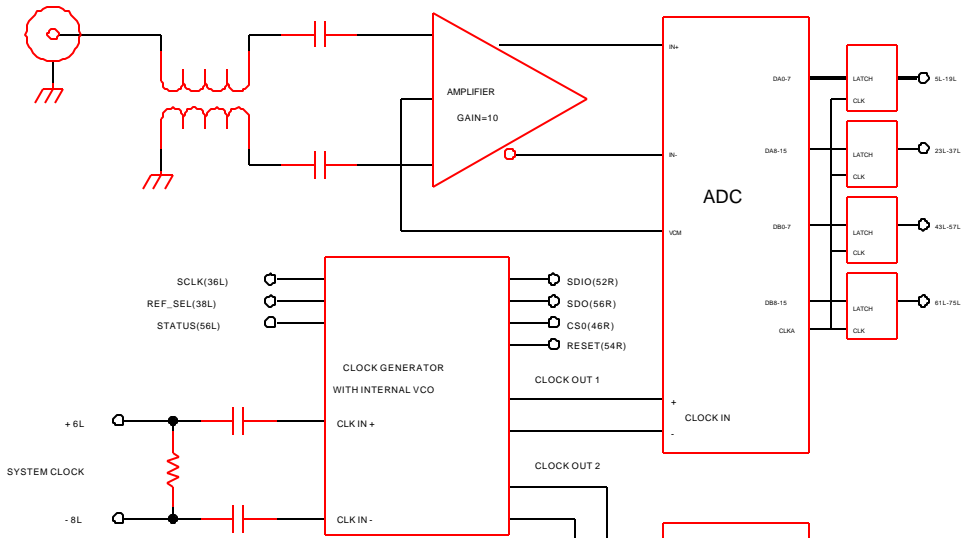 IN+
AMPLIFIER
GAIN=10
DA0-7
LATCH
CLK
5L-19L
IN-
DA8-15
LATCH
CLK
23L-37L
ADC
VCM
DB0-7
LATCH
CLK
43L-57L
SCLK(36L)
REF_SEL(38L)
STATUS(56L)
SDIO(52R)
SDO(56R)
CS0(46R)
RESET(54R)
DB8-15
CLKA
LATCH
CLK
61L-75L
CLOCK GENERATOR
WITH INTERNAL VCO
CLOCK OUT 1
+
CLOCK IN
-
+ 6L
CLK IN +
SYSTEM CLOCK
CLOCK OUT 2
- 8L
CLK IN -